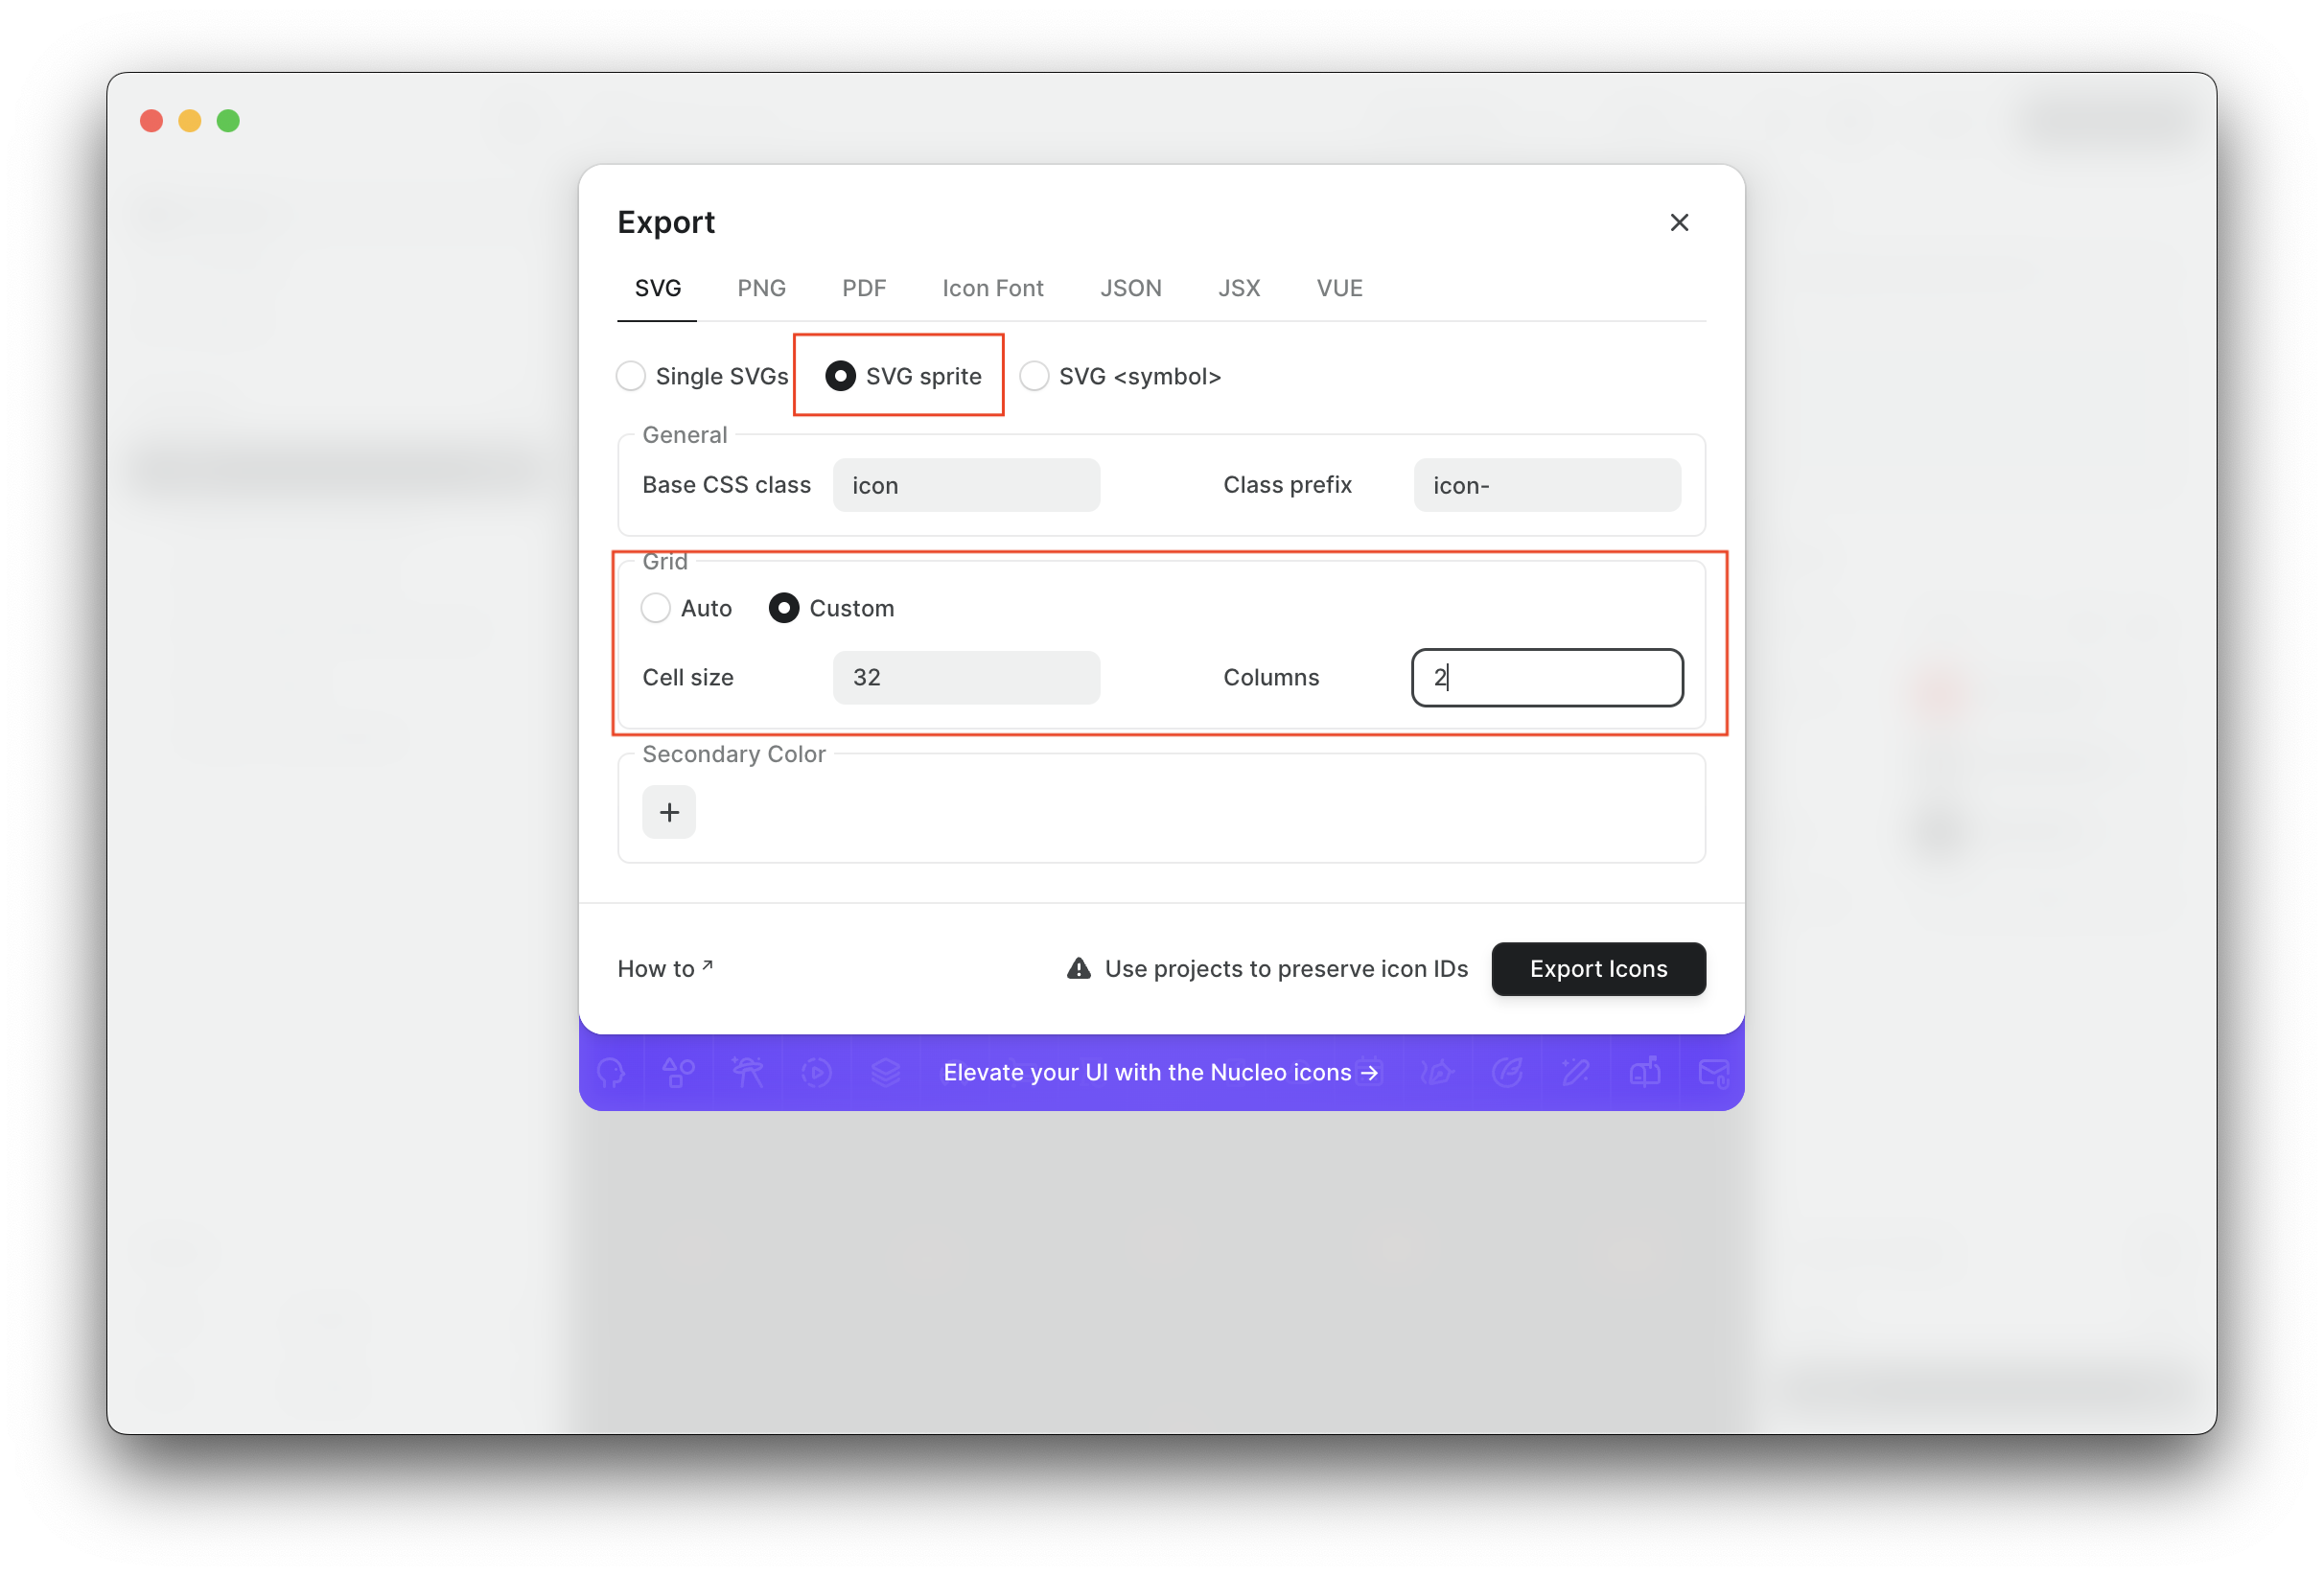 Export
SVG PNG PDF Icon Font JSON JSX VUE
Single SVGs SVG sprite SVG <symbol>
General
Base CSS class icon Class prefix icon-
Grid
Auto Custom
Cell size 32 Columns 2
Secondary Color
How to ↗ Use projects to preserve icon IDs Export Icons
Elevate your UI with the Nucleo icons →